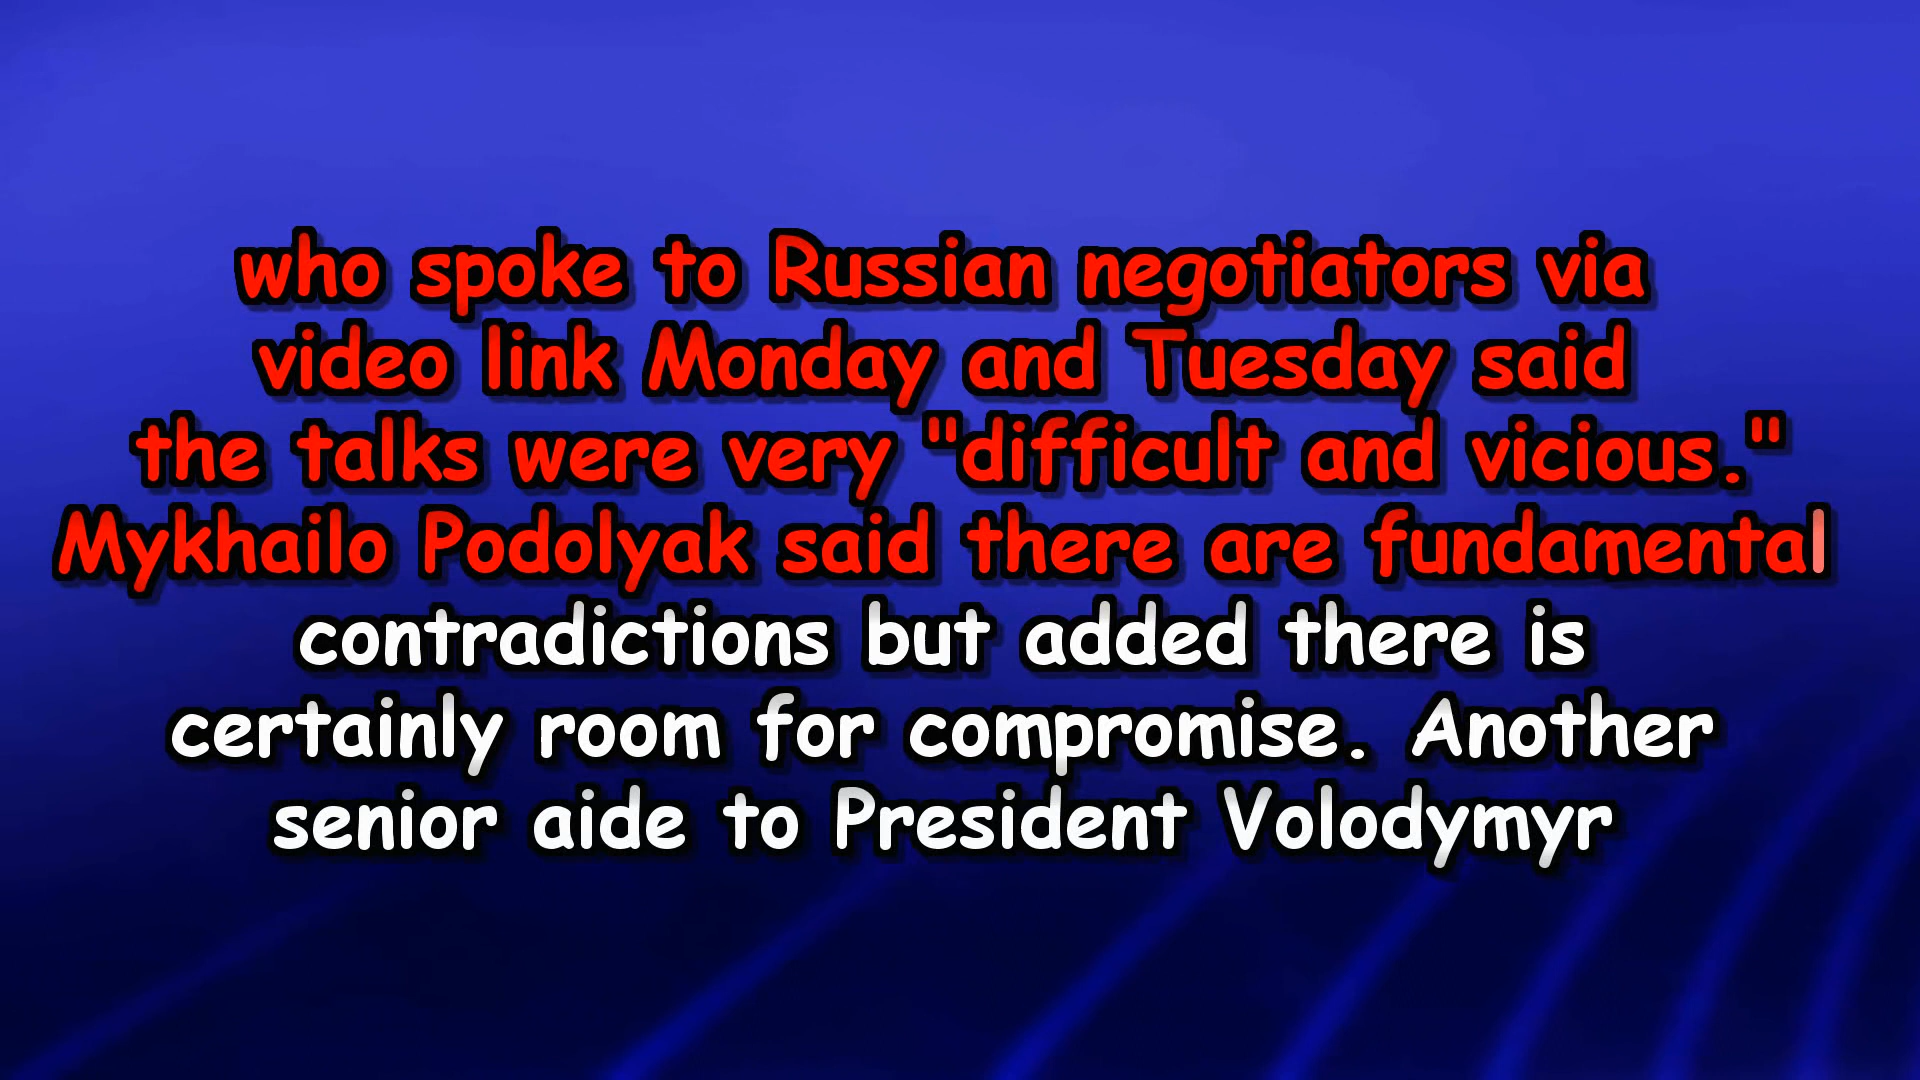 who spoke to Russian negotiators via
video link Monday and Tuesday said
the talks were very "difficult and vicious."
Mykhailo Podolyak said there are fundamental
contradictions but added there is
certainly room for compromise. Another
senior aide to President Volodymyr